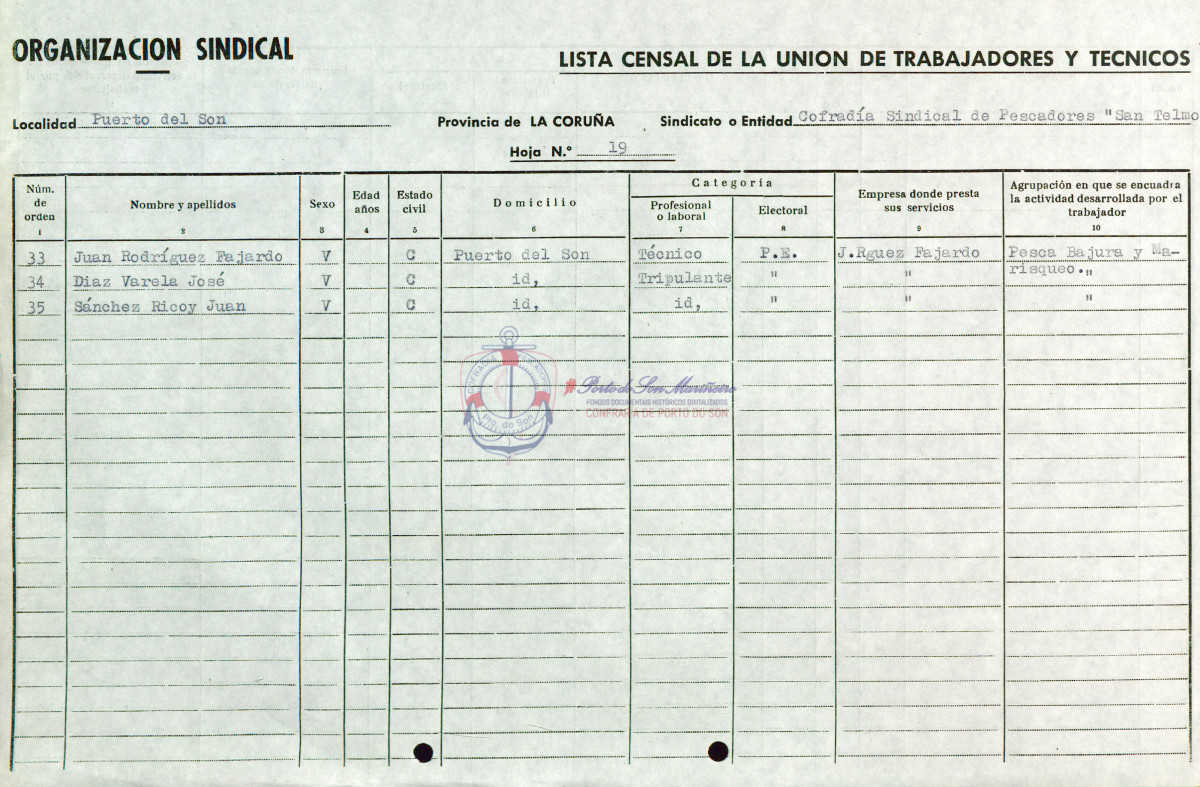 ORGANIZACION SINDICAL
LISTA CENSAL DE LA UNION DE TRABAJADORES Y TECNICOS
Localidad Puerto del Son Provincia de LA CORUÑA Sindicato o Entidad Cofradía Sindical de Pescadores "San Telmo
Hoja N.º 19
Núm. de orden 1 Nombre y apellidos 2 Sexo 3 Edad años 4 Estado civil 5 Domicilio 6 Categoría Profesional o laboral 7 Electoral 8 Empresa donde presta sus servicios 9 Agrupación en que se encuadra la actividad desarrollada por el trabajador 10
33 Juan Rodríguez Fajardo V C Puerto del Son Técnico P.E. J.Rguez Fajardo Pesca Bajura y Ma-
34 Diaz Varela José V C id, Tripulante " " risqueo."
35 Sánchez Ricoy Juan V C id, id, " " "
Pto. do Son
#Porto do Son Mariñeiro
FONDOS DOCUMENTAIS HISTÓRICOS DIXITALIZADOS
CONFRARÍA DE PORTO DO SON